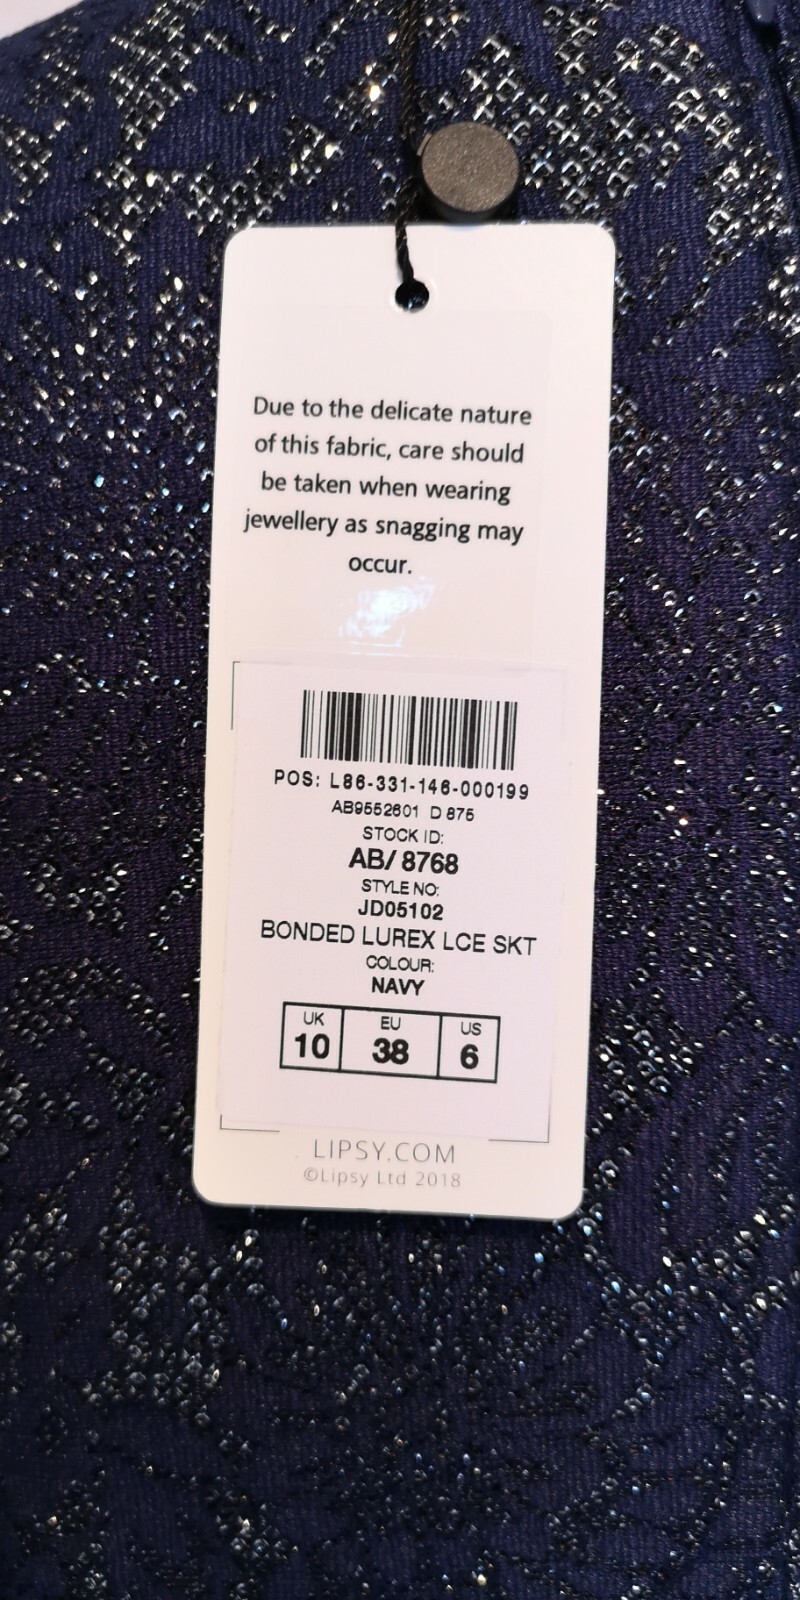 Due to the delicate nature
of this fabric, care should
be taken when wearing
jewellery as snagging may
occur.
POS: L86-331-146-000199
AB9552601 D 875
STOCK ID:
AB/ 8768
STYLE NO:
JD05102
BONDED LUREX LCE SKT
COLOUR:
NAVY
UK EU US
10 38 6
LIPSY.COM
©Lipsy Ltd 2018